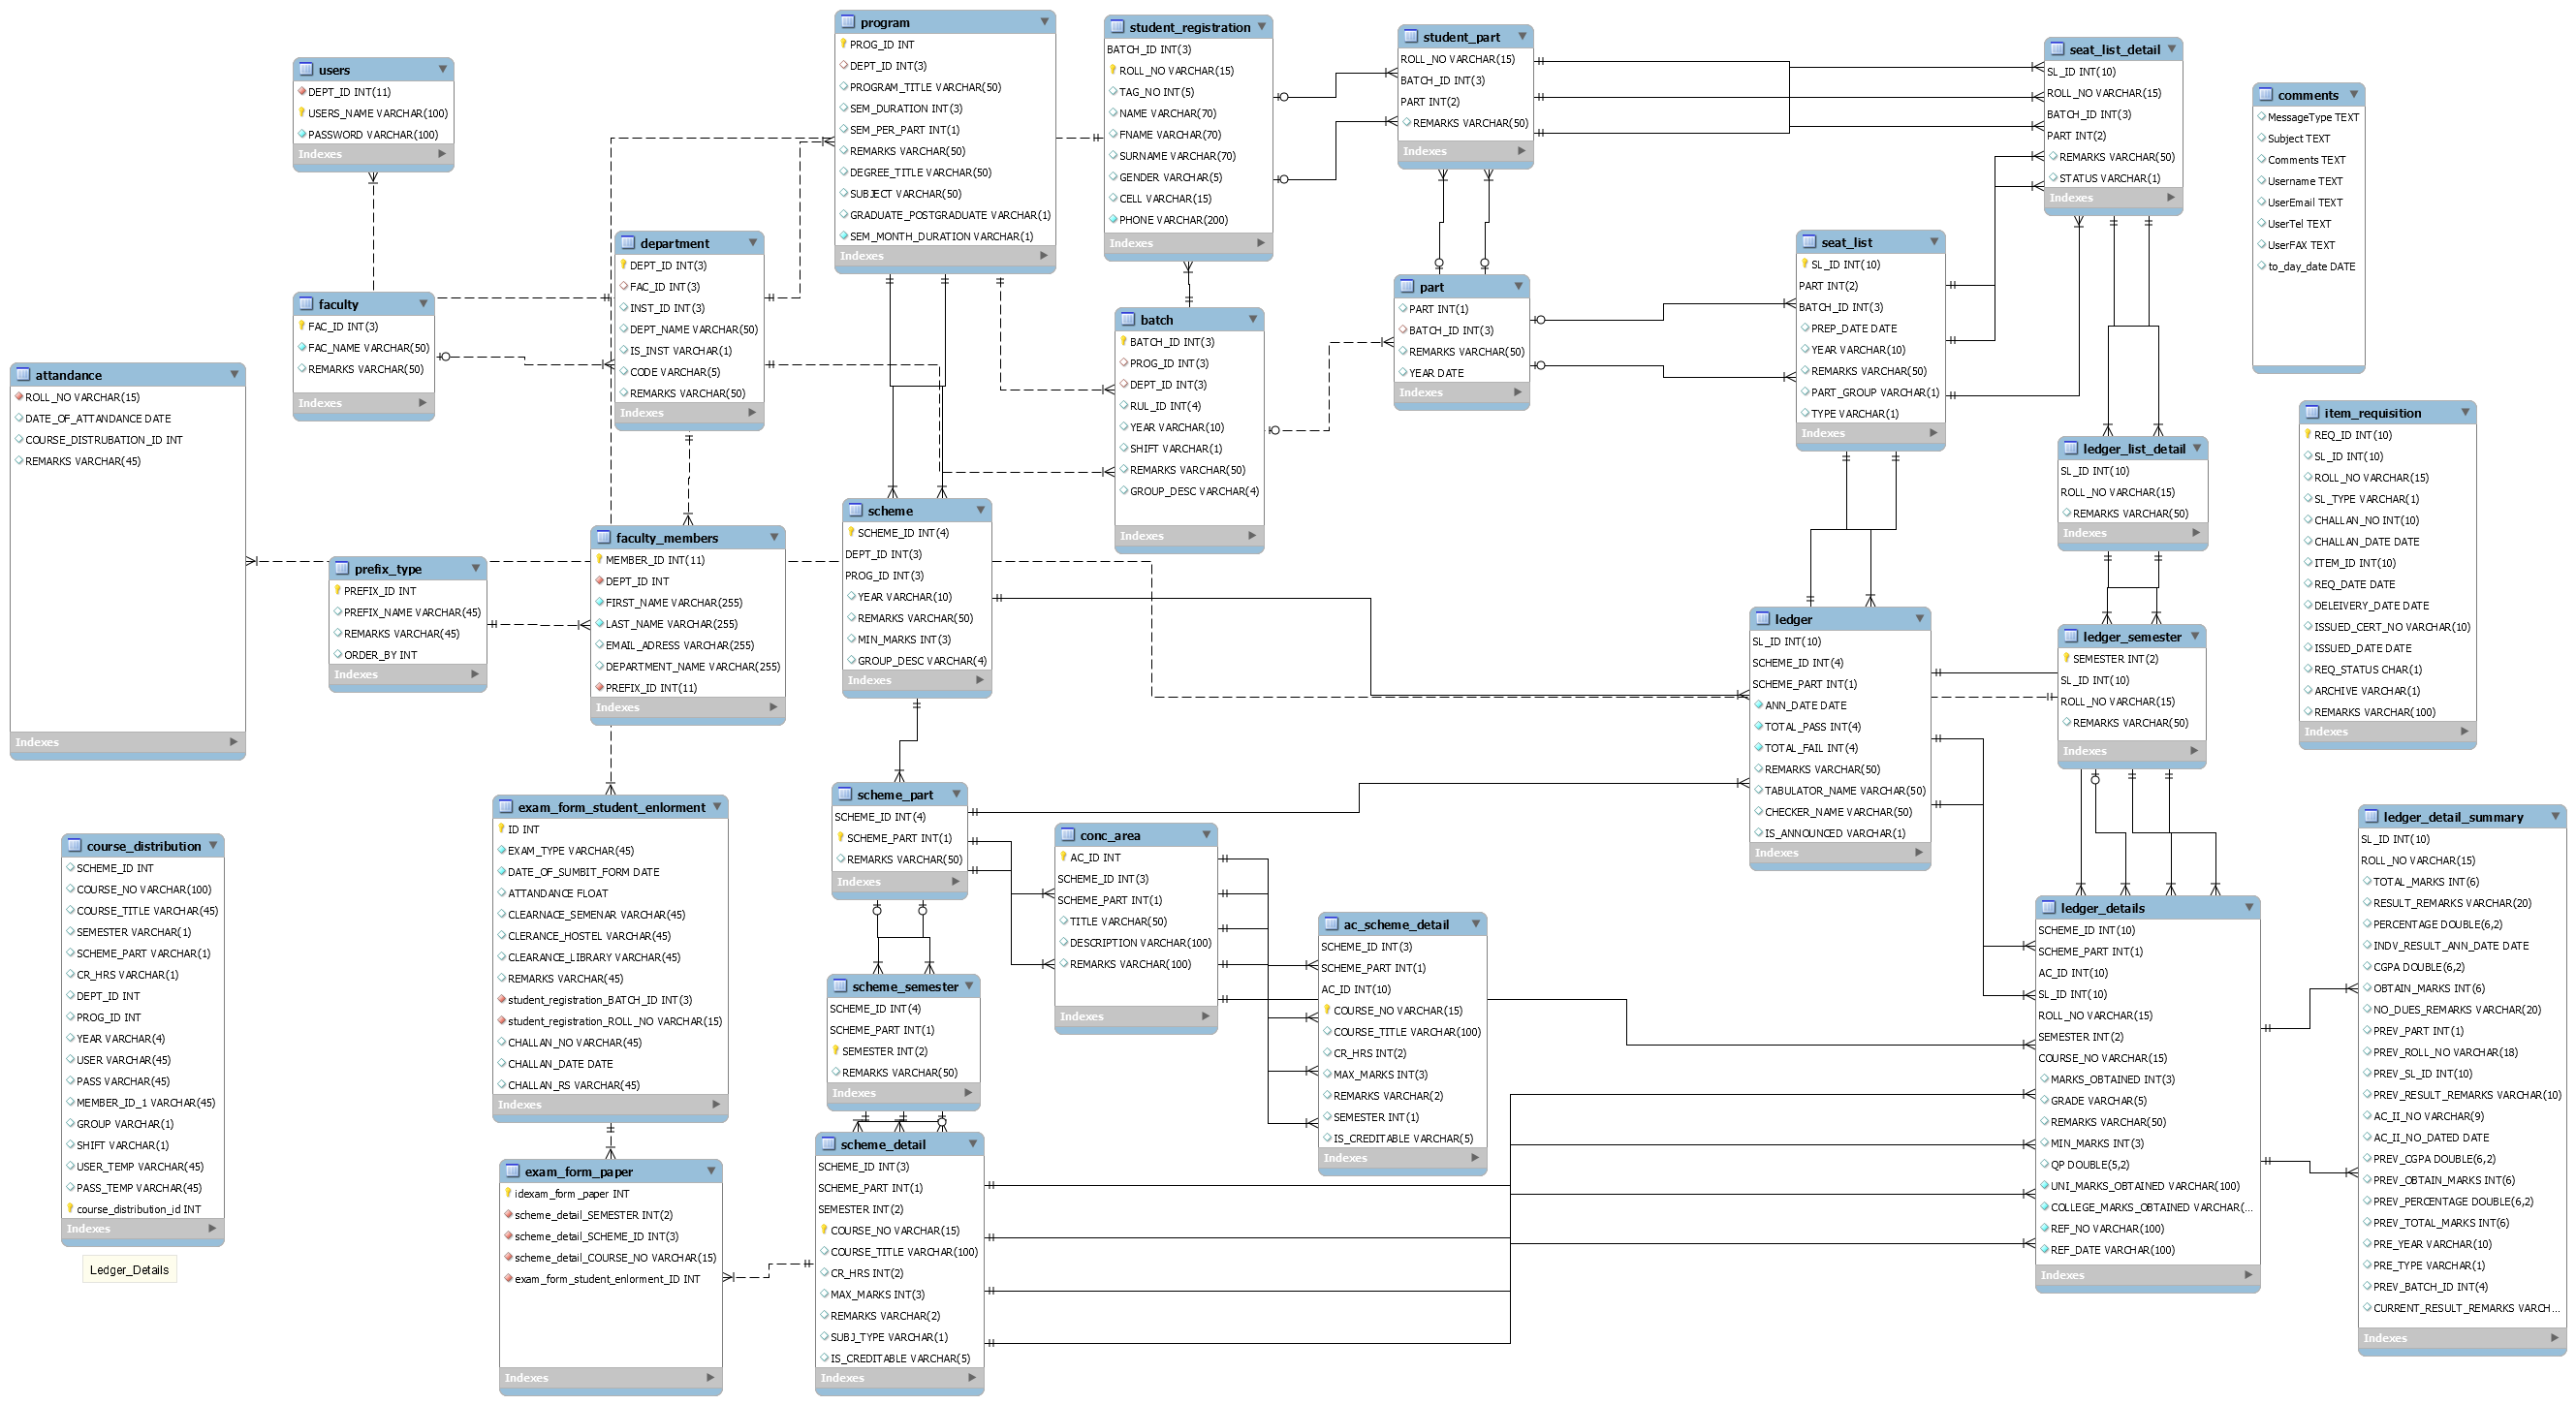 users
DEPT_ID INT(11)
USERS_NAME VARCHAR(100)
PASSWORD VARCHAR(100)
Indexes
program
PROG_ID INT
DEPT_ID INT(3)
PROGRAM_TITLE VARCHAR(50)
SEM_DURATION INT(3)
SEM_PER_PART INT(1)
REMARKS VARCHAR(50)
DEGREE_TITLE VARCHAR(50)
SUBJECT VARCHAR(50)
GRADUATE_POSTGRADUATE VARCHAR(1)
SEM_MONTH_DURATION VARCHAR(1)
Indexes
student_registration
BATCH_ID INT(3)
ROLL_NO VARCHAR(15)
TAG_NO INT(5)
NAME VARCHAR(70)
FNAME VARCHAR(70)
SURNAME VARCHAR(70)
GENDER VARCHAR(5)
CELL VARCHAR(15)
PHONE VARCHAR(200)
Indexes
student_part
ROLL_NO VARCHAR(15)
BATCH_ID INT(3)
PART INT(2)
REMARKS VARCHAR(50)
Indexes
seat_list_detail
SL_ID INT(10)
ROLL_NO VARCHAR(15)
BATCH_ID INT(3)
PART INT(2)
REMARKS VARCHAR(50)
STATUS VARCHAR(1)
Indexes
comments
MessageType TEXT
Subject TEXT
Comments TEXT
Username TEXT
UserEmail TEXT
UserTel TEXT
UserFAX TEXT
to_day_date DATE
department
DEPT_ID INT(3)
FAC_ID INT(3)
INST_ID INT(3)
DEPT_NAME VARCHAR(50)
IS_INST VARCHAR(1)
CODE VARCHAR(5)
REMARKS VARCHAR(50)
Indexes
faculty
FAC_ID INT(3)
FAC_NAME VARCHAR(50)
REMARKS VARCHAR(50)
Indexes
batch
BATCH_ID INT(3)
PROG_ID INT(3)
DEPT_ID INT(3)
RUL_ID INT(4)
YEAR VARCHAR(10)
SHIFT VARCHAR(1)
REMARKS VARCHAR(50)
GROUP_DESC VARCHAR(4)
Indexes
part
PART INT(1)
BATCH_ID INT(3)
REMARKS VARCHAR(50)
YEAR DATE
Indexes
seat_list
SL_ID INT(10)
PART INT(2)
BATCH_ID INT(3)
PREP_DATE DATE
YEAR VARCHAR(10)
REMARKS VARCHAR(50)
PART_GROUP VARCHAR(1)
TYPE VARCHAR(1)
Indexes
attandance
ROLL_NO VARCHAR(15)
DATE_OF_ATTANDANCE DATE
COURSE_DISTRUBATION_ID INT
REMARKS VARCHAR(45)
Indexes
ledger_list_detail
SL_ID INT(10)
ROLL_NO VARCHAR(15)
REMARKS VARCHAR(50)
Indexes
item_requisition
REQ_ID INT(10)
SL_ID INT(10)
ROLL_NO VARCHAR(15)
SL_TYPE VARCHAR(1)
CHALLAN_NO INT(10)
CHALLAN_DATE DATE
ITEM_ID INT(10)
REQ_DATE DATE
DELEIVERY_DATE DATE
ISSUED_CERT_NO VARCHAR(10)
ISSUED_DATE DATE
REQ_STATUS CHAR(1)
ARCHIVE VARCHAR(1)
REMARKS VARCHAR(100)
Indexes
prefix_type
PREFIX_ID INT
PREFIX_NAME VARCHAR(45)
REMARKS VARCHAR(45)
ORDER_BY INT
Indexes
faculty_members
MEMBER_ID INT(11)
DEPT_ID INT
FIRST_NAME VARCHAR(255)
LAST_NAME VARCHAR(255)
EMAIL_ADRESS VARCHAR(255)
DEPARTMENT_NAME VARCHAR(255)
PREFIX_ID INT(11)
Indexes
scheme
SCHEME_ID INT(4)
DEPT_ID INT(3)
PROG_ID INT(3)
YEAR VARCHAR(10)
REMARKS VARCHAR(50)
MIN_MARKS INT(3)
GROUP_DESC VARCHAR(4)
Indexes
ledger
SL_ID INT(10)
SCHEME_ID INT(4)
SCHEME_PART INT(1)
ANN_DATE DATE
TOTAL_PASS INT(4)
TOTAL_FAIL INT(4)
REMARKS VARCHAR(50)
TABULATOR_NAME VARCHAR(50)
CHECKER_NAME VARCHAR(50)
IS_ANNOUNCED VARCHAR(1)
Indexes
ledger_semester
SEMESTER INT(2)
SL_ID INT(10)
ROLL_NO VARCHAR(15)
REMARKS VARCHAR(50)
Indexes
course_distribution
SCHEME_ID INT
COURSE_NO VARCHAR(100)
COURSE_TITLE VARCHAR(45)
SEMESTER VARCHAR(1)
SCHEME_PART VARCHAR(1)
CR_HRS VARCHAR(1)
DEPT_ID INT
PROG_ID INT
YEAR VARCHAR(4)
USER VARCHAR(45)
PASS VARCHAR(45)
MEMBER_ID_1 VARCHAR(45)
GROUP VARCHAR(1)
SHIFT VARCHAR(1)
USER_TEMP VARCHAR(45)
PASS_TEMP VARCHAR(45)
course_distribution_id INT
Indexes
Ledger_Details
exam_form_student_enlorment
ID INT
EXAM_TYPE VARCHAR(45)
DATE_OF_SUMBIT_FORM DATE
ATTANDANCE FLOAT
CLEARNACE_SEMENAR VARCHAR(45)
CLERANCE_HOSTEL VARCHAR(45)
CLEARANCE_LIBRARY VARCHAR(45)
REMARKS VARCHAR(45)
student_registration_BATCH_ID INT(3)
student_registration_ROLL_NO VARCHAR(15)
CHALLAN_NO VARCHAR(45)
CHALLAN_DATE DATE
CHALLAN_RS VARCHAR(45)
Indexes
exam_form_paper
idexam_form_paper INT
scheme_detail_SEMESTER INT(2)
scheme_detail_SCHEME_ID INT(3)
scheme_detail_COURSE_NO VARCHAR(15)
exam_form_student_enlorment_ID INT
Indexes
scheme_part
SCHEME_ID INT(4)
SCHEME_PART INT(1)
REMARKS VARCHAR(50)
Indexes
conc_area
AC_ID INT
SCHEME_ID INT(3)
SCHEME_PART INT(1)
TITLE VARCHAR(50)
DESCRIPTION VARCHAR(100)
REMARKS VARCHAR(100)
Indexes
scheme_semester
SCHEME_ID INT(4)
SCHEME_PART INT(1)
SEMESTER INT(2)
REMARKS VARCHAR(50)
Indexes
scheme_detail
SCHEME_ID INT(3)
SCHEME_PART INT(1)
SEMESTER INT(2)
COURSE_NO VARCHAR(15)
COURSE_TITLE VARCHAR(100)
CR_HRS INT(2)
MAX_MARKS INT(3)
REMARKS VARCHAR(2)
SUBJ_TYPE VARCHAR(1)
IS_CREDITABLE VARCHAR(5)
Indexes
ac_scheme_detail
SCHEME_ID INT(3)
SCHEME_PART INT(1)
AC_ID INT(10)
COURSE_NO VARCHAR(15)
COURSE_TITLE VARCHAR(100)
CR_HRS INT(2)
MAX_MARKS INT(3)
REMARKS VARCHAR(2)
SEMESTER INT(1)
IS_CREDITABLE VARCHAR(5)
Indexes
ledger_details
SCHEME_ID INT(10)
SCHEME_PART INT(1)
AC_ID INT(10)
SL_ID INT(10)
ROLL_NO VARCHAR(15)
SEMESTER INT(2)
COURSE_NO VARCHAR(15)
MARKS_OBTAINED INT(3)
GRADE VARCHAR(5)
REMARKS VARCHAR(50)
MIN_MARKS INT(3)
QP DOUBLE(5,2)
UNI_MARKS_OBTAINED VARCHAR(100)
COLLEGE_MARKS_OBTAINED VARCHAR(...
REF_NO VARCHAR(100)
REF_DATE VARCHAR(100)
Indexes
ledger_detail_summary
SL_ID INT(10)
ROLL_NO VARCHAR(15)
TOTAL_MARKS INT(6)
RESULT_REMARKS VARCHAR(20)
PERCENTAGE DOUBLE(6,2)
INDV_RESULT_ANN_DATE DATE
CGPA DOUBLE(6,2)
OBTAIN_MARKS INT(6)
NO_DUES_REMARKS VARCHAR(20)
PREV_PART INT(1)
PREV_ROLL_NO VARCHAR(18)
PREV_SL_ID INT(10)
PREV_RESULT_REMARKS VARCHAR(10)
AC_II_NO VARCHAR(9)
AC_II_NO_DATED DATE
PREV_CGPA DOUBLE(6,2)
PREV_OBTAIN_MARKS INT(6)
PREV_PERCENTAGE DOUBLE(6,2)
PREV_TOTAL_MARKS INT(6)
PRE_YEAR VARCHAR(10)
PRE_TYPE VARCHAR(1)
PREV_BATCH_ID INT(4)
CURRENT_RESULT_REMARKS VARCH...
Indexes